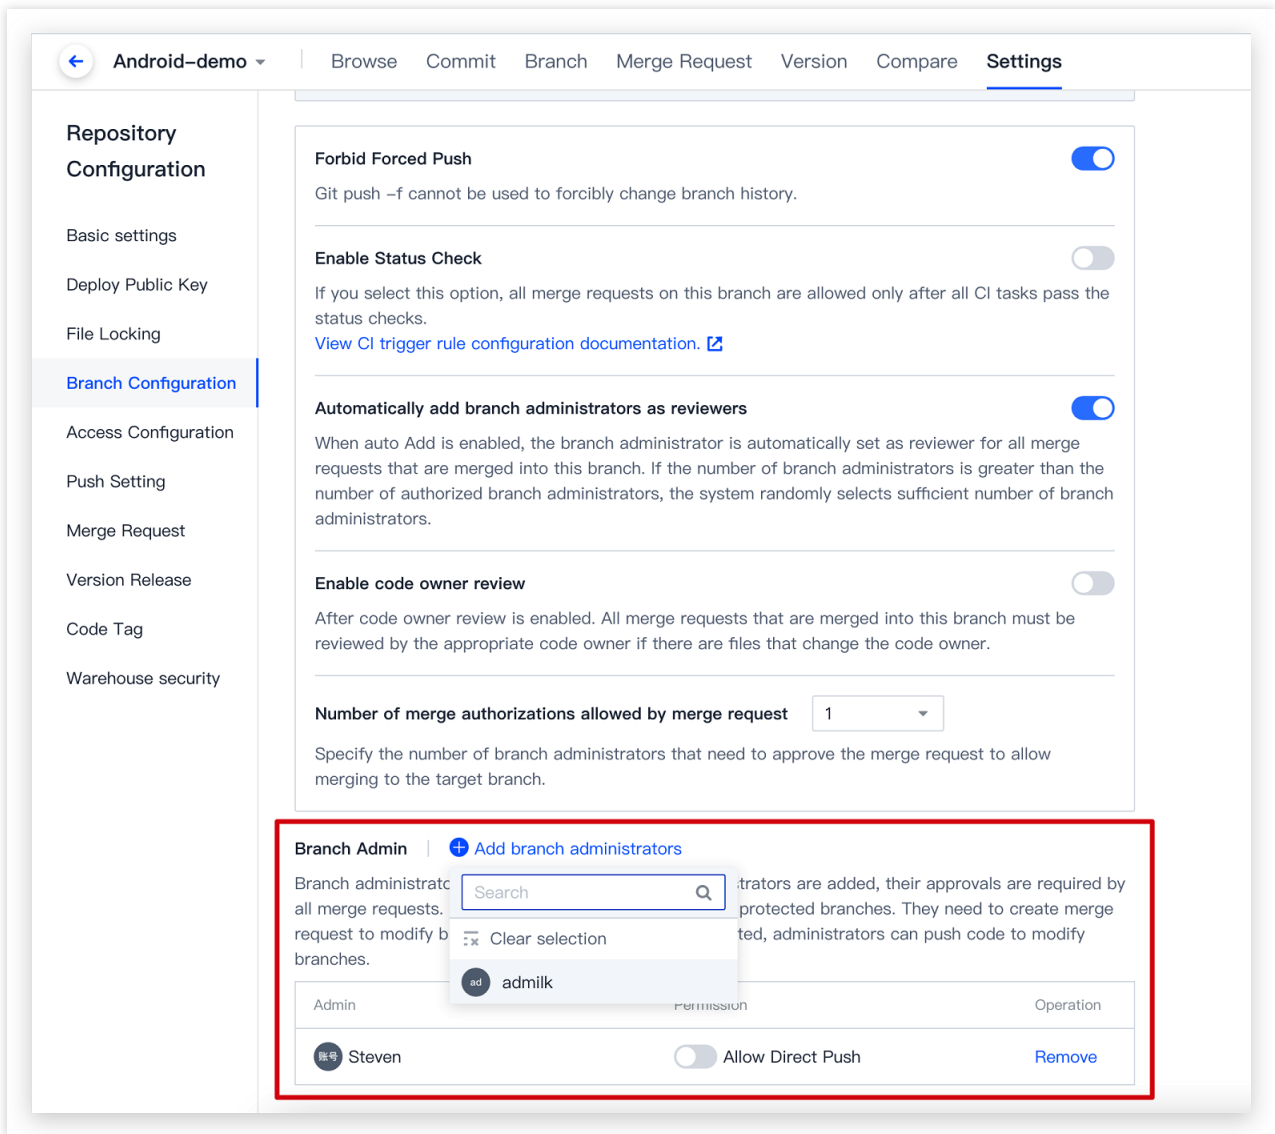 Android-demo
Browse
Commit
Branch
Merge Request
Version
Compare
Settings
Repository
Configuration
Basic settings
Deploy Public Key
File Locking
Branch Configuration
Access Configuration
Push Setting
Merge Request
Version Release
Code Tag
Warehouse security
Forbid Forced Push
Git push -f cannot be used to forcibly change branch history.
Enable Status Check
If you select this option, all merge requests on this branch are allowed only after all CI tasks pass the
status checks.
View CI trigger rule configuration documentation.
Automatically add branch administrators as reviewers
When auto Add is enabled, the branch administrator is automatically set as reviewer for all merge
requests that are merged into this branch. If the number of branch administrators is greater than the
number of authorized branch administrators, the system randomly selects sufficient number of branch
administrators.
Enable code owner review
After code owner review is enabled. All merge requests that are merged into this branch must be
reviewed by the appropriate code owner if there are files that change the code owner.
Number of merge authorizations allowed by merge request 1
Specify the number of branch administrators that need to approve the merge request to allow
merging to the target branch.
Branch Admin
Add branch administrators
Branch administrato trators are added, their approvals are required by
all merge requests. protected branches. They need to create merge
request to modify b ted, administrators can push code to modify
branches.
Search
Clear selection
ad admilk
Admin Permission Operation
账号 Steven Allow Direct Push Remove